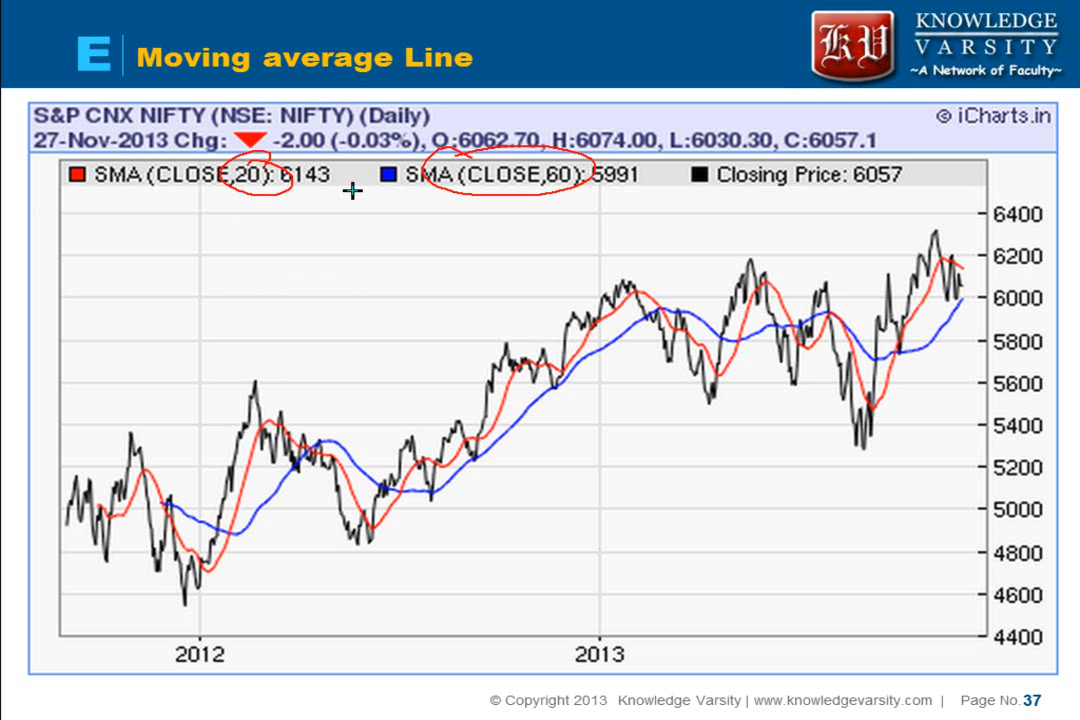 E Moving average Line
KV
KNOWLEDGE
VARSITY
~A Network of Faculty~
S&P CNX NIFTY (NSE: NIFTY) (Daily)
© iCharts.in
27-Nov-2013 Chg: -2.00 (-0.03%), O:6062.70, H:6074.00, L:6030.30, C:6057.1
SMA (CLOSE,20): 6143 SMA (CLOSE,60): 5991 Closing Price: 6057
6400
6200
6000
5800
5600
5400
5200
5000
4800
4600
4400
2012 2013
© Copyright 2013 Knowledge Varsity | www.knowledgevarsity.com | Page No. 37